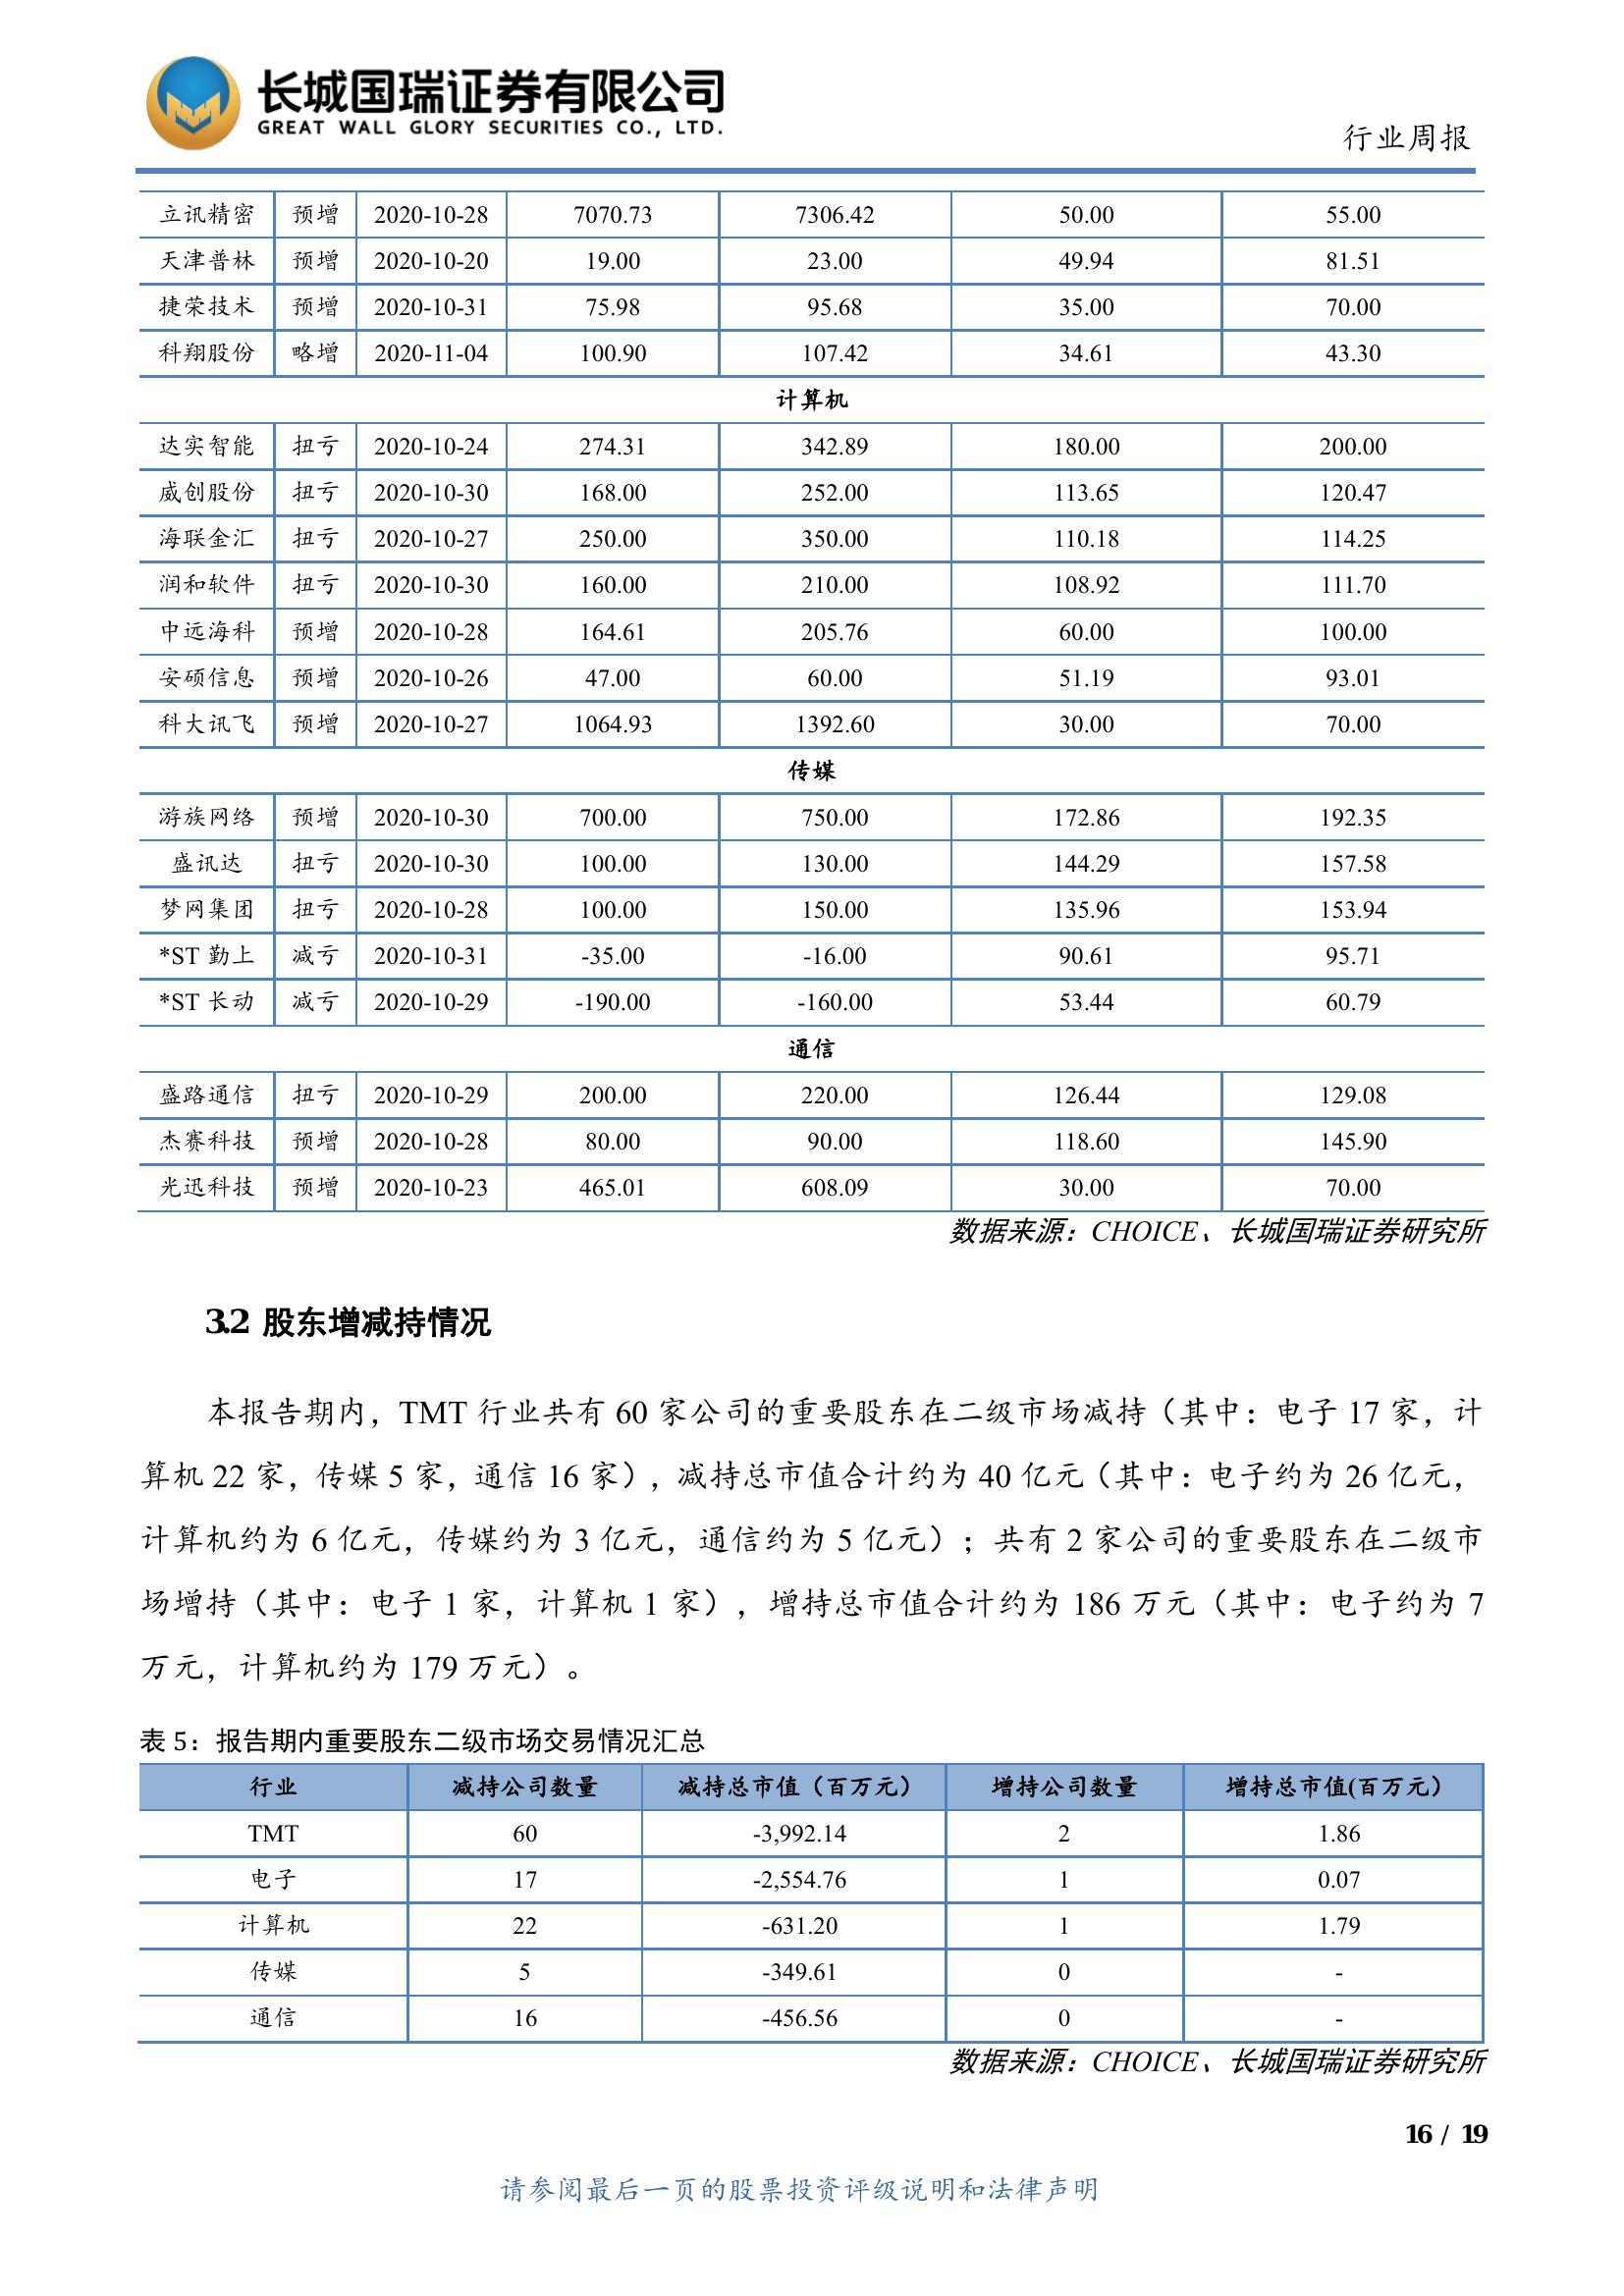 长城国瑞证券有限公司
GREAT WALL GLORY SECURITIES CO., LTD.
行业周报
立讯精密 预增 2020-10-28 7070.73 7306.42 50.00 55.00
天津普林 预增 2020-10-20 19.00 23.00 49.94 81.51
捷荣技术 预增 2020-10-31 75.98 95.68 35.00 70.00
科翔股份 略增 2020-11-04 100.90 107.42 34.61 43.30
计算机
达实智能 扭亏 2020-10-24 274.31 342.89 180.00 200.00
威创股份 扭亏 2020-10-30 168.00 252.00 113.65 120.47
海联金汇 扭亏 2020-10-27 250.00 350.00 110.18 114.25
润和软件 扭亏 2020-10-30 160.00 210.00 108.92 111.70
中远海科 预增 2020-10-28 164.61 205.76 60.00 100.00
安硕信息 预增 2020-10-26 47.00 60.00 51.19 93.01
科大讯飞 预增 2020-10-27 1064.93 1392.60 30.00 70.00
传媒
游族网络 预增 2020-10-30 700.00 750.00 172.86 192.35
盛讯达 扭亏 2020-10-30 100.00 130.00 144.29 157.58
梦网集团 扭亏 2020-10-28 100.00 150.00 135.96 153.94
*ST 勤上 减亏 2020-10-31 -35.00 -16.00 90.61 95.71
*ST 长动 减亏 2020-10-29 -190.00 -160.00 53.44 60.79
通信
盛路通信 扭亏 2020-10-29 200.00 220.00 126.44 129.08
杰赛科技 预增 2020-10-28 80.00 90.00 118.60 145.90
光迅科技 预增 2020-10-23 465.01 608.09 30.00 70.00
数据来源：CHOICE、长城国瑞证券研究所
3.2 股东增减持情况
本报告期内，TMT 行业共有 60 家公司的重要股东在二级市场减持（其中：电子 17 家，计
算机 22 家，传媒 5 家，通信 16 家），减持总市值合计约为 40 亿元（其中：电子约为 26 亿元，
计算机约为 6 亿元，传媒约为 3 亿元，通信约为 5 亿元）；共有 2 家公司的重要股东在二级市
场增持（其中：电子 1 家，计算机 1 家），增持总市值合计约为 186 万元（其中：电子约为 7
万元，计算机约为 179 万元）。
表 5：报告期内重要股东二级市场交易情况汇总
行业 减持公司数量 减持总市值（百万元） 增持公司数量 增持总市值(百万元）
TMT 60 -3,992.14 2 1.86
电子 17 -2,554.76 1 0.07
计算机 22 -631.20 1 1.79
传媒 5 -349.61 0 -
通信 16 -456.56 0 -
数据来源：CHOICE、长城国瑞证券研究所
16 / 19
请参阅最后一页的股票投资评级说明和法律声明